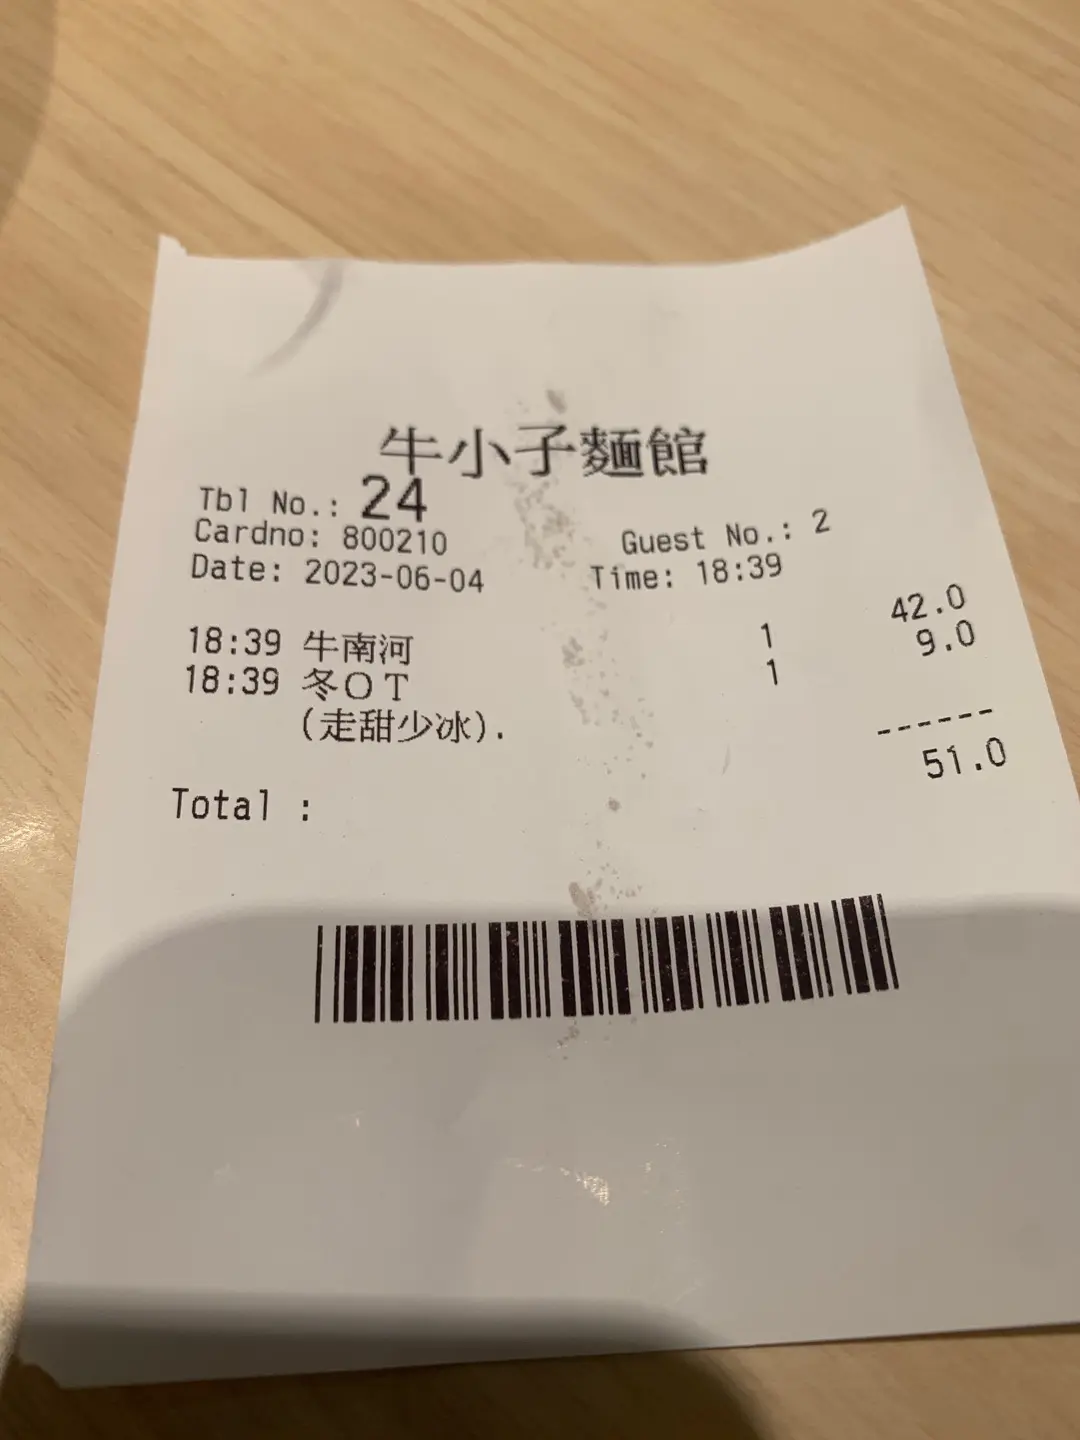 牛小子麵館
Tbl No.: 24
Cardno: 800210 Guest No.: 2
Date: 2023-06-04 Time: 18:39
18:39 牛南河 1 42.0
18:39 冬OT 1 9.0
(走甜少冰).
------
Total : 51.0